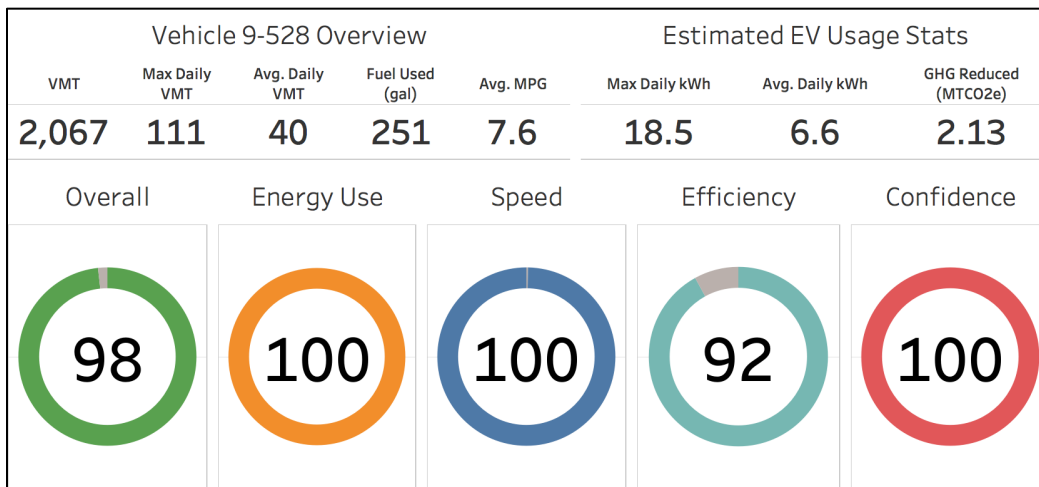 Vehicle 9-528 Overview
Estimated EV Usage Stats
VMT
Max Daily
VMT
Avg. Daily
VMT
Fuel Used
(gal)
Avg. MPG
Max Daily kWh
Avg. Daily kWh
GHG Reduced
(MTCO2e)
2,067
111
40
251
7.6
18.5
6.6
2.13
Overall
Energy Use
Speed
Efficiency
Confidence
98
100
100
92
100